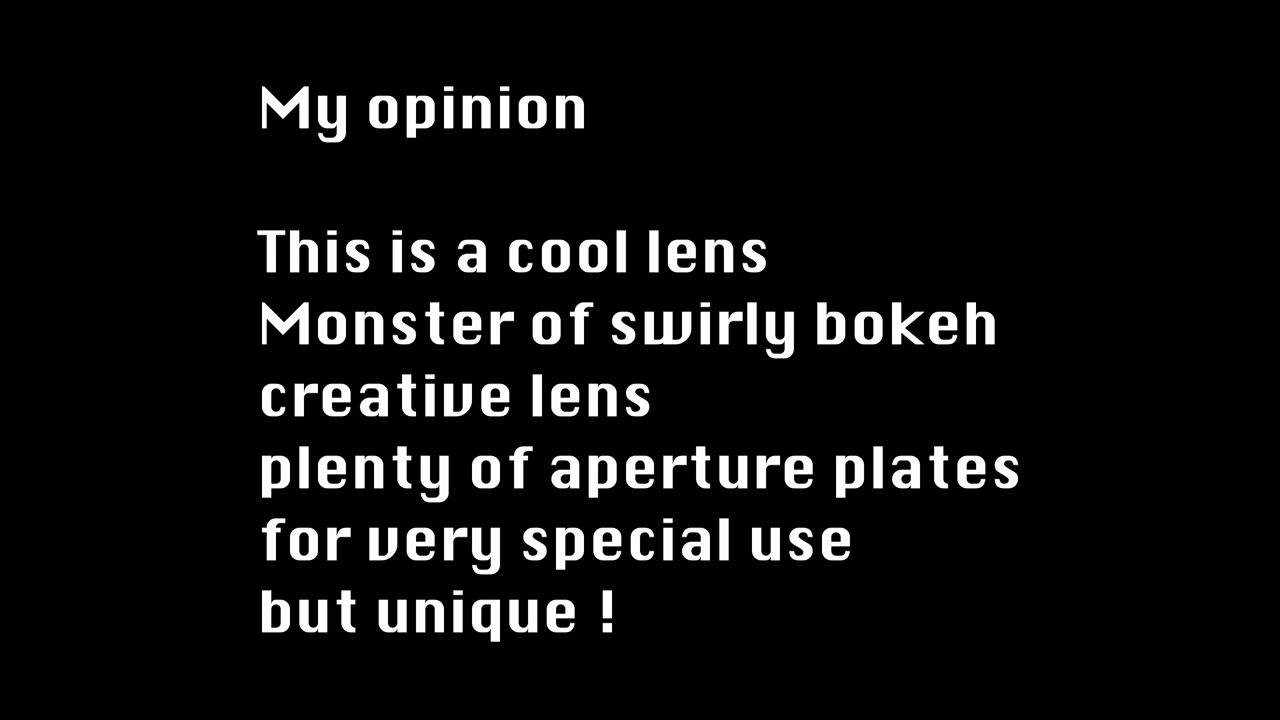 My opinion
This is a cool lens
Monster of swirly bokeh
creative lens
plenty of aperture plates
for very special use
but unique !